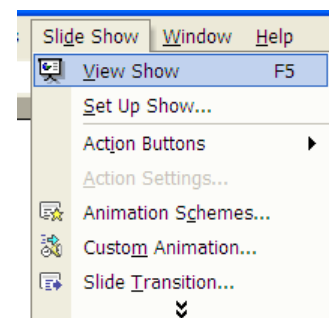 Slide Show Window Help
View Show F5
Set Up Show...
Action Buttons
Action Settings...
Animation Schemes...
Custom Animation...
Slide Transition...